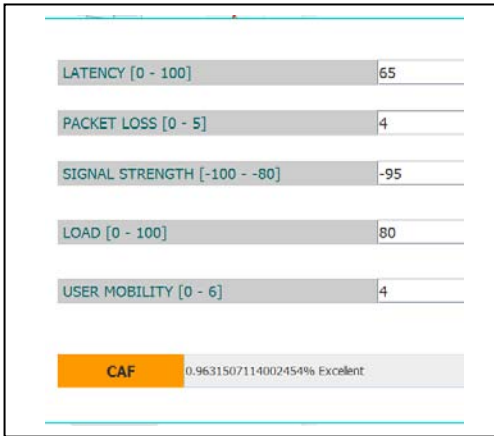 LATENCY [0 - 100] 65
PACKET LOSS [0 - 5] 4
SIGNAL STRENGTH [-100 - -80] -95
LOAD [0 - 100] 80
USER MOBILITY [0 - 6] 4
CAF 0.9631507114002454% Excelent